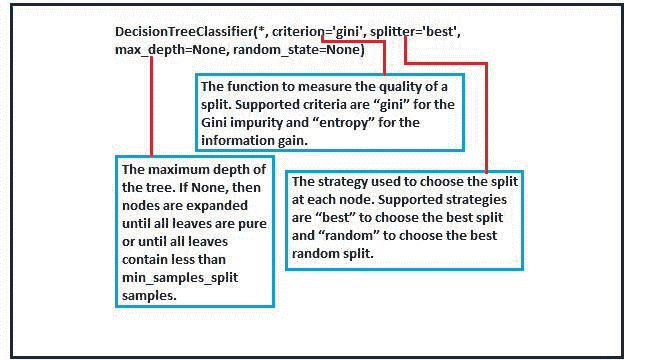 DecisionTreeClassifier(*, criterion='gini', splitter='best',
max_depth=None, random_state=None)
The function to measure the quality of a
split. Supported criteria are “gini” for the
Gini impurity and “entropy” for the
information gain.
The maximum depth of
the tree. If None, then
nodes are expanded
until all leaves are pure
or until all leaves
contain less than
min_samples_split
samples.
The strategy used to choose the split
at each node. Supported strategies
are “best” to choose the best split
and “random” to choose the best
random split.